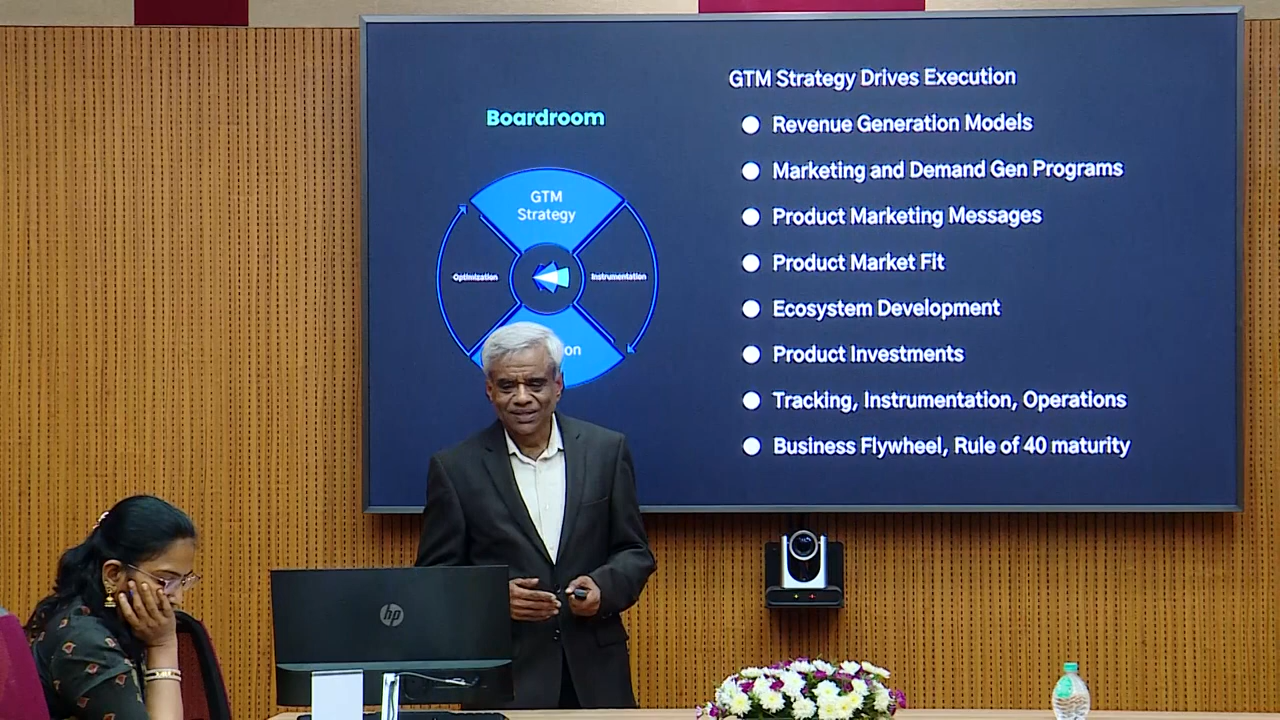 GTM Strategy Drives Execution
Boardroom
Revenue Generation Models
Marketing and Demand Gen Programs
Product Marketing Messages
Product Market Fit
Ecosystem Development
Product Investments
Tracking, Instrumentation, Operations
Business Flywheel, Rule of 40 maturity
GTM
Strategy
Optimization
Instrumentation
hp